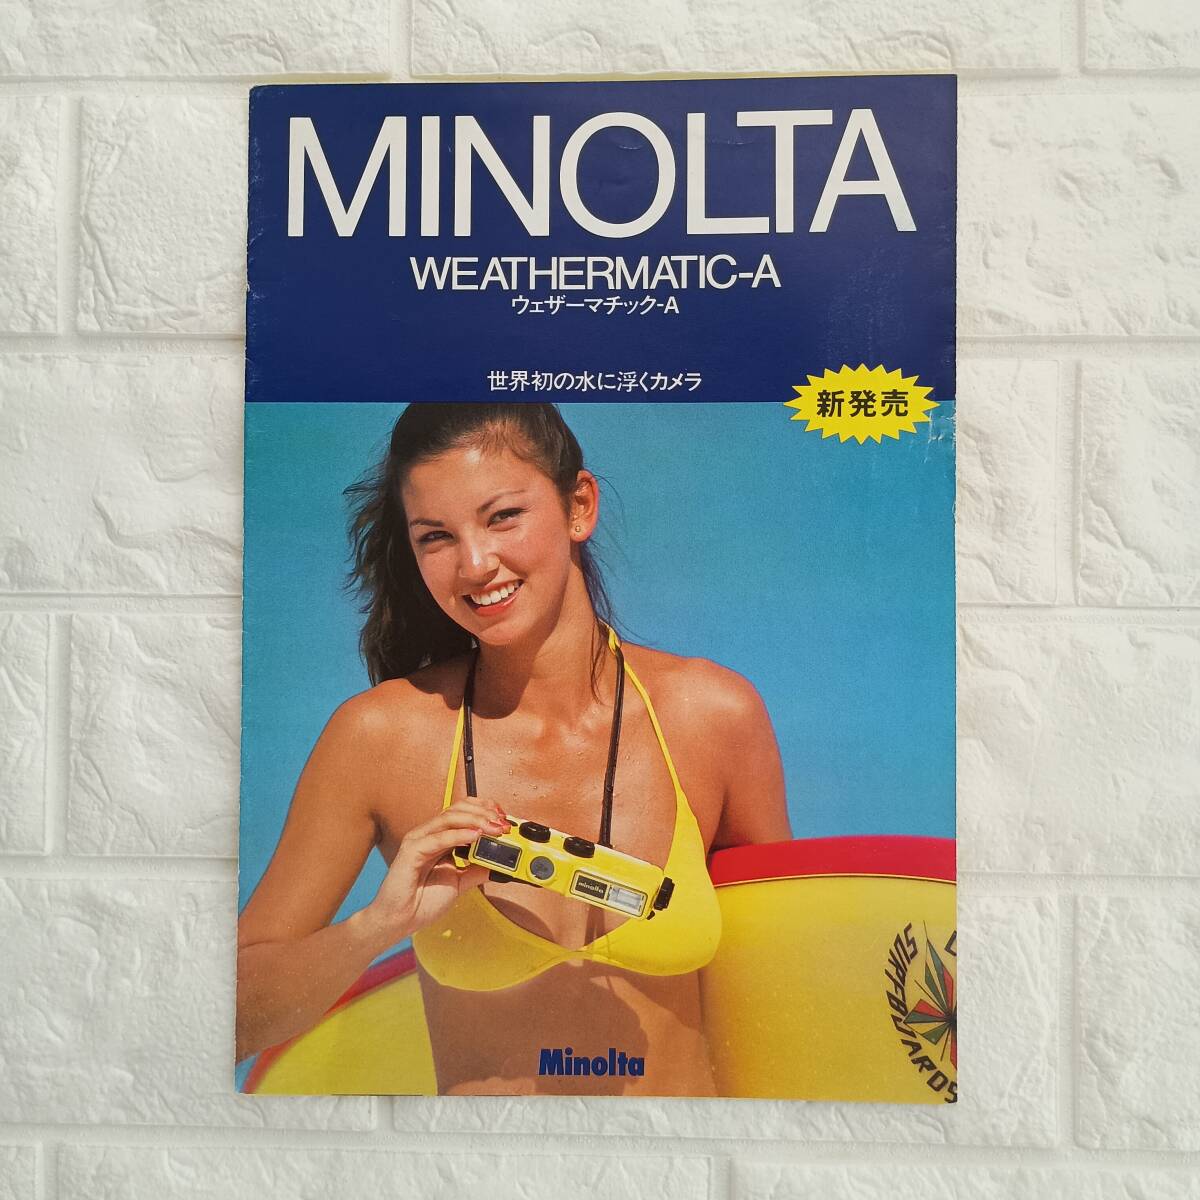 MINOLTA
WEATHERMATIC-A
ウェザーマチック-A
世界初の水に浮くカメラ
新発売
minolta
SURFBOARDS
Minolta